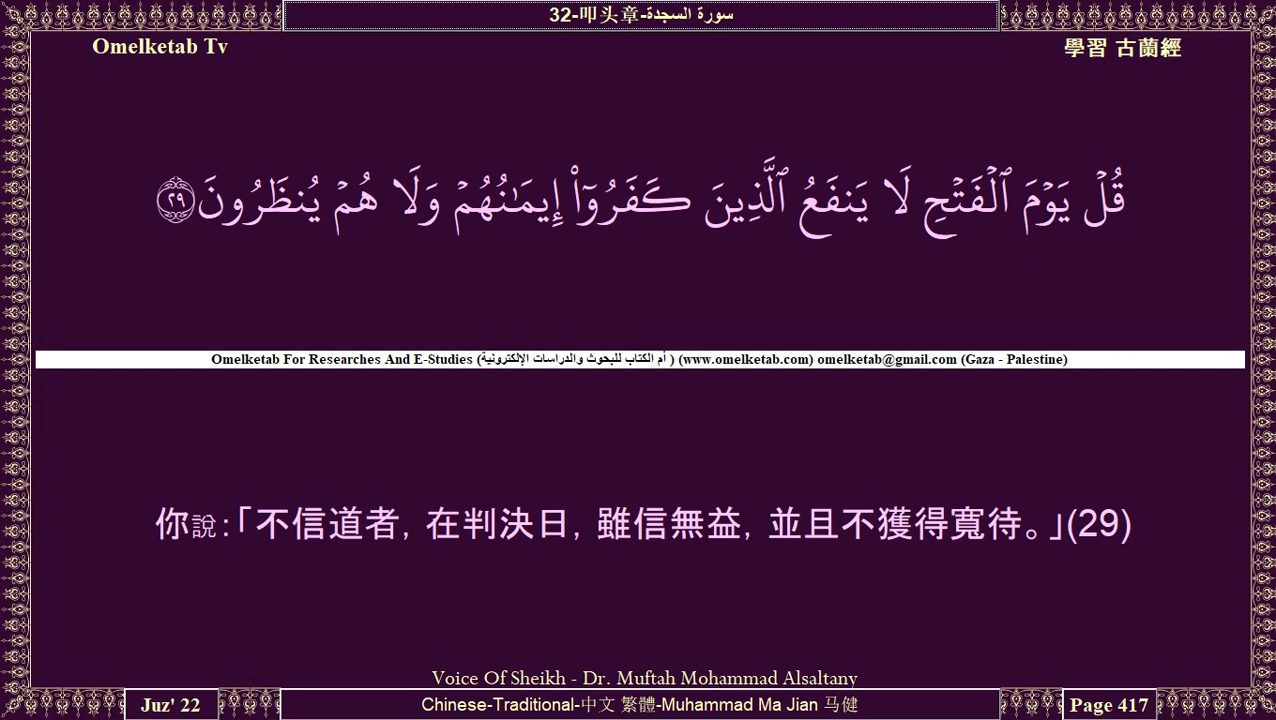 32-叩头章-سورة السجدة
Omelketab Tv
學習 古蘭經
قُلۡ يَوۡمَ ٱلۡفَتۡحِ لَا يَنفَعُ ٱلَّذِينَ كَفَرُوٓاْ إِيمَٰنُهُمۡ وَلَا هُمۡ يُنظَرُونَ ٢٩
Omelketab For Researches And E-Studies (أم الكتاب للبحوث والدراسات الإلكترونية ) (www.omelketab.com) omelketab@gmail.com (Gaza - Palestine)
你說:「不信道者, 在判決日, 雖信無益, 並且不獲得寬待。」(29)
Voice Of Sheikh - Dr. Muftah Mohammad Alsaltany
Juz' 22
Chinese-Traditional-中文 繁體-Muhammad Ma Jian 马健
Page 417